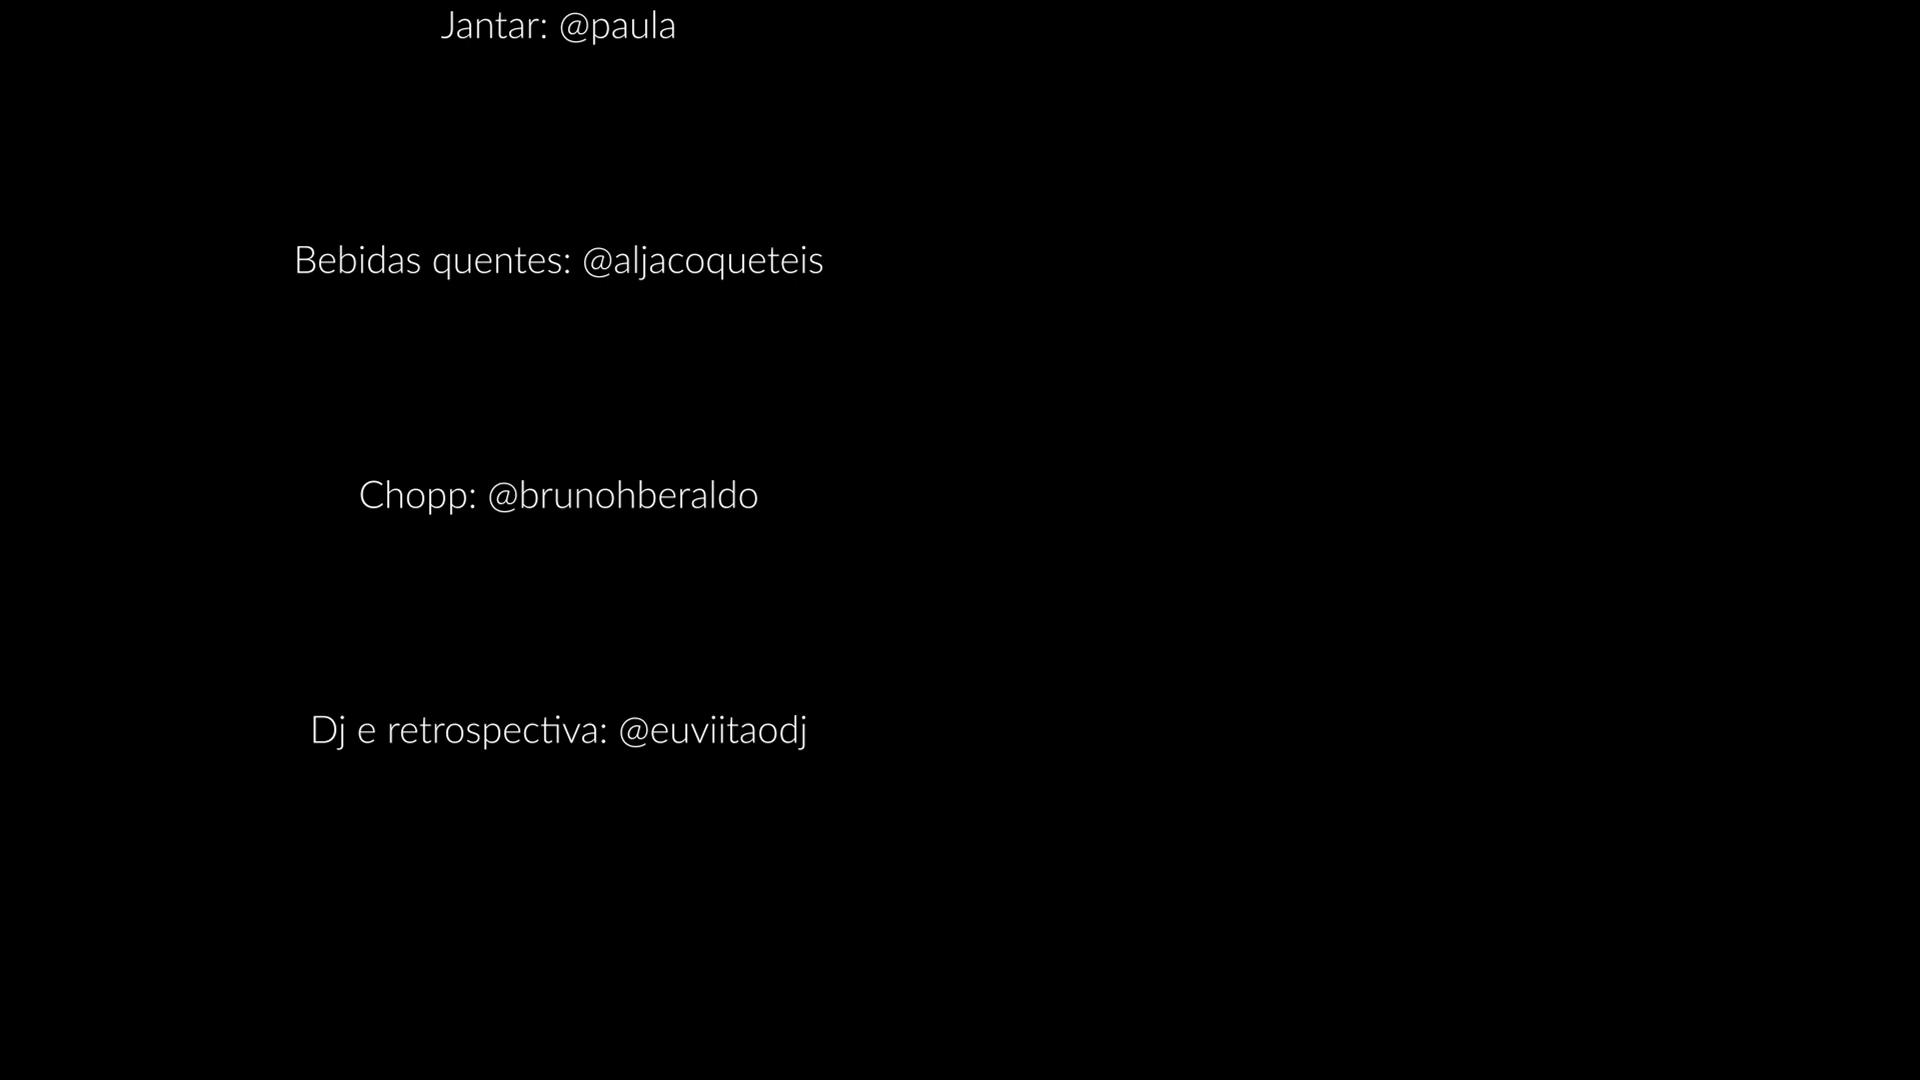 Jantar: @paula
Bebidas quentes: @aljacoqueteis
Chopp: @brunohberaldo
Dj e retrospectiva: @euviitaodj